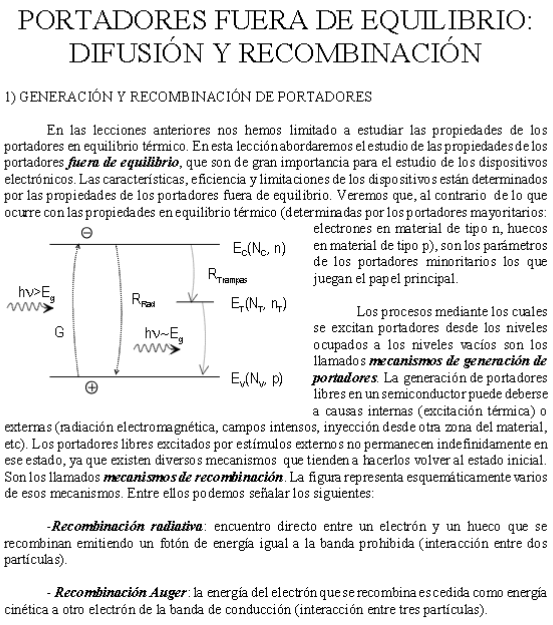 PORTADORES FUERA DE EQUILIBRIO:
DIFUSIÓN Y RECOMBINACIÓN
1) GENERACIÓN Y RECOMBINACIÓN DE PORTADORES
En las lecciones anteriores nos hemos limitado a estudiar las propiedades de los
portadores en equilibrio térmico. En esta lección abordaremos el estudio de las propiedades de los
portadores fuera de equilibrio, que son de gran importancia para el estudio de los dispositivos
electrónicos. Las características, eficiencia y limitaciones de los dispositivos están determinados
por las propiedades de los portadores fuera de equilibrio. Veremos que, al contrario de lo que
ocurre con las propiedades en equilibrio térmico (determinadas por los portadores mayoritarios:
electrones en material de tipo n, huecos
en material de tipo p), son los parámetros
de los portadores minoritarios los que
juegan el papel principal.
⊖
E_C(N_C, n)
R_Trampas
hν>E_g
R_Rad
E_T(N_T, n_T)
G
hν~E_g
E_V(N_V, p)
⊕
Los procesos mediante los cuales
se excitan portadores desde los niveles
ocupados a los niveles vacíos son los
llamados mecanismos de generación de
portadores. La generación de portadores
libres en un semiconductor puede deberse
a causas internas (excitación térmica) o
externas (radiación electromagnética, campos intensos, inyección desde otra zona del material,
etc). Los portadores libres excitados por estímulos externos no permanecen indefinidamente en
ese estado, ya que existen diversos mecanismos que tienden a hacerlos volver al estado inicial.
Son los llamados mecanismos de recombinación. La figura representa esquemáticamente varios
de esos mecanismos. Entre ellos podemos señalar los siguientes:
-Recombinación radiativa: encuentro directo entre un electrón y un hueco que se
recombinan emitiendo un fotón de energía igual a la banda prohibida (interacción entre dos
partículas).
- Recombinación Auger: la energía del electrón que se recombina es cedida como energía
cinética a otro electrón de la banda de conducción (interacción entre tres partículas).